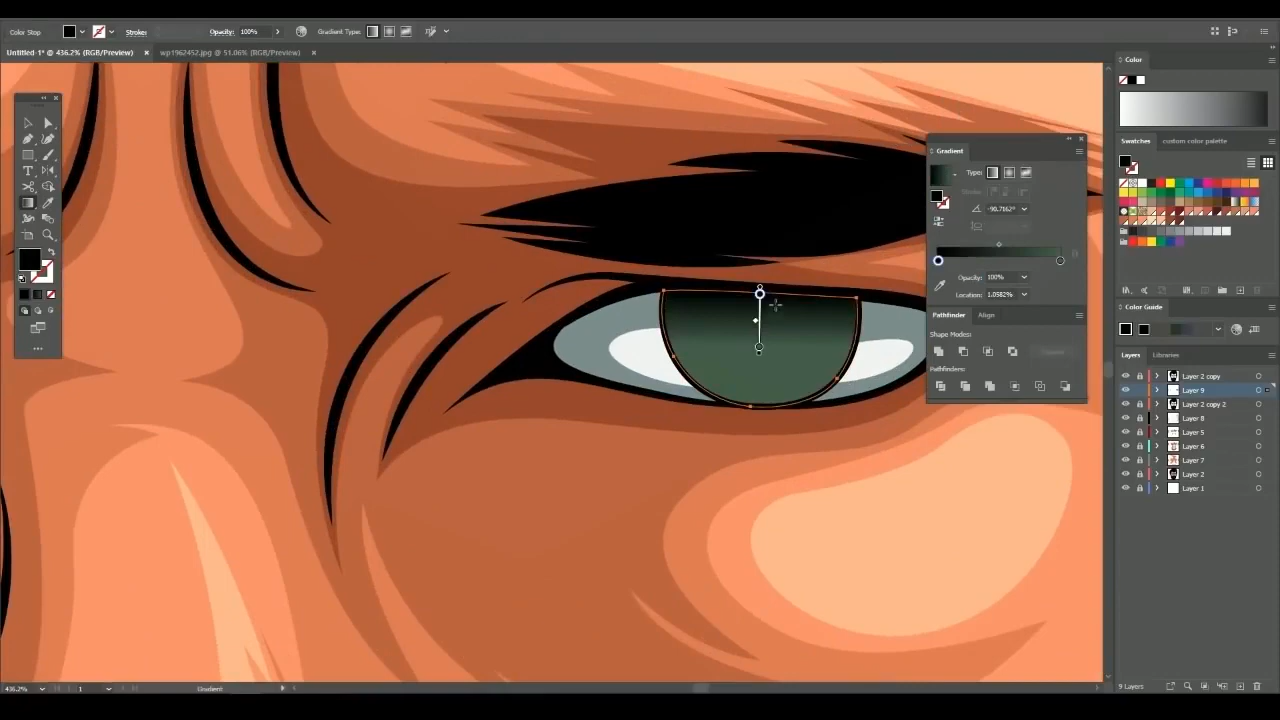 Color Stop
Stroke:
Opacity: 100%
Gradient Type:
Untitled-1* @ 436.2% (RGB/Preview) ×
wp1962452.jpg @ 51.06% (RGB/Preview) ×
Color
Swatches
custom color palette
Gradient
Type:
-90.7162°
Opacity: 100%
Location: 1.0582%
Pathfinder
Align
Shape Modes:
Pathfinders:
Color Guide
Layers
Libraries
Layer 2 copy
Layer 9
Layer 2 copy 2
Layer 8
Layer 5
Layer 6
Layer 7
Layer 2
Layer 1
9 Layers
436.2%
1
Gradient